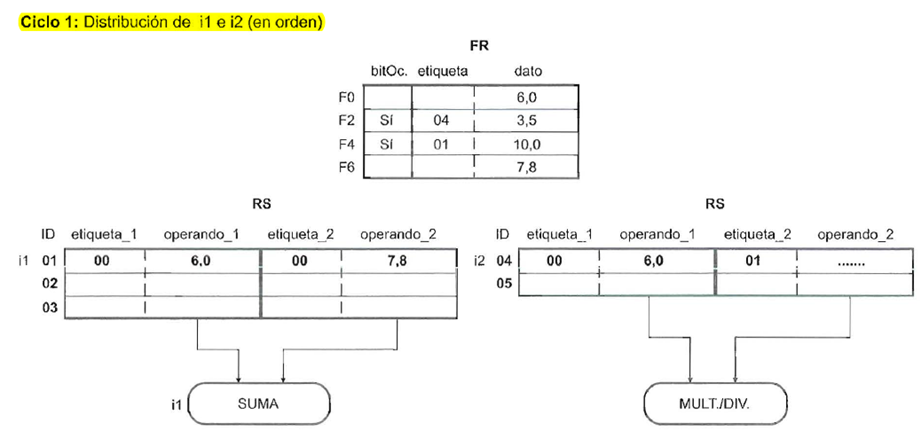 Ciclo 1: Distribución de i1 e i2 (en orden)
FR
bitOc. etiqueta dato
F0 6,0
F2 Sí 04 3,5
F4 Sí 01 10,0
F6 7,8
RS
ID etiqueta_1 operando_1 etiqueta_2 operando_2
i1 01 00 6,0 00 7,8
02
03
SUMA
i1
RS
ID etiqueta_1 operando_1 etiqueta_2 operando_2
i2 04 00 6,0 01 .......
05
MULT./DIV.